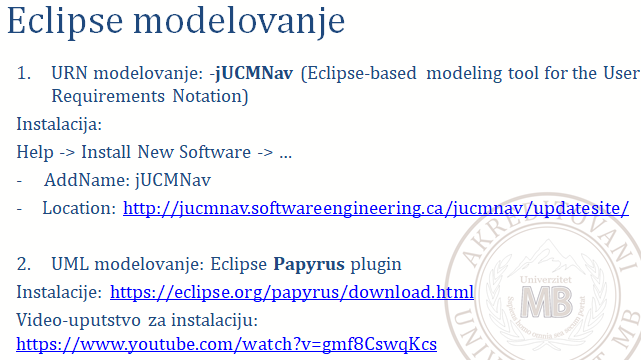 Eclipse modelovanje
1. URN modelovanje: -jUCMNav (Eclipse-based modeling tool for the User
Requirements Notation)
Instalacija:
Help -> Install New Software -> ...
- AddName: jUCMNav
- Location: http://jucmnav.softwareengineering.ca/jucmnav/updatesite/
2. UML modelovanje: Eclipse Papyrus plugin
Instalacije: https://eclipse.org/papyrus/download.html
Video-uputstvo za instalaciju:
https://www.youtube.com/watch?v=gmf8CswqKcs
AKREDITOVANI
Univerzitet
MB